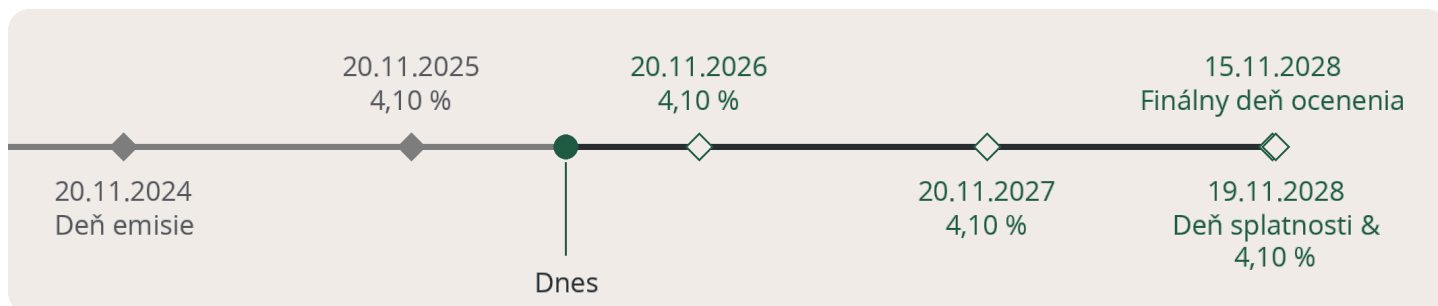 20.11.2025
4,10 %
20.11.2026
4,10 %
15.11.2028
Finálny deň ocenenia
20.11.2024
Deň emisie
Dnes
20.11.2027
4,10 %
19.11.2028
Deň splatnosti &
4,10 %